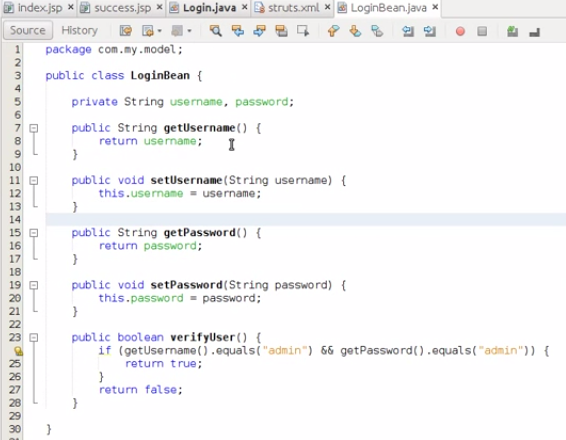 index.jsp × success.jsp × Login.java × struts.xml × LoginBean.java ×
Source History
1 package com.my.model;
2
3 public class LoginBean {
4
5 private String username, password;
6
7 public String getUsername() {
8 return username;
9 }
10
11 public void setUsername(String username) {
12 this.username = username;
13 }
14
15 public String getPassword() {
16 return password;
17 }
18
19 public void setPassword(String password) {
20 this.password = password;
21 }
22
23 public boolean verifyUser() {
if (getUsername().equals("admin") && getPassword().equals("admin")) {
25 return true;
26 }
27 return false;
28 }
29
30 }